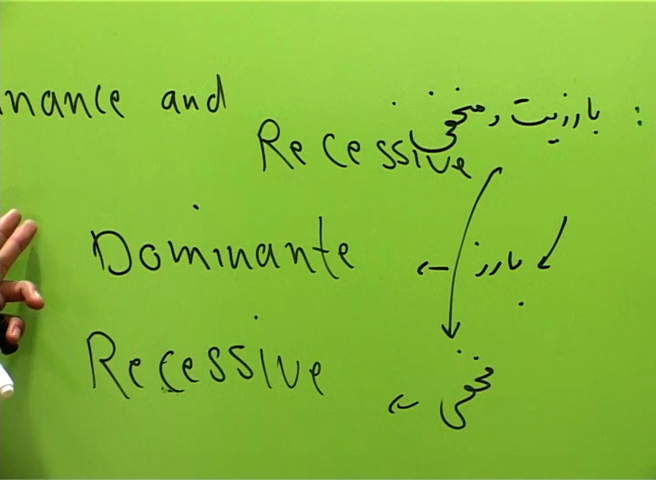 بارزیت و مخفی :
nance and
Recessive
Dominante ← بارز
Recessive ← مخفی